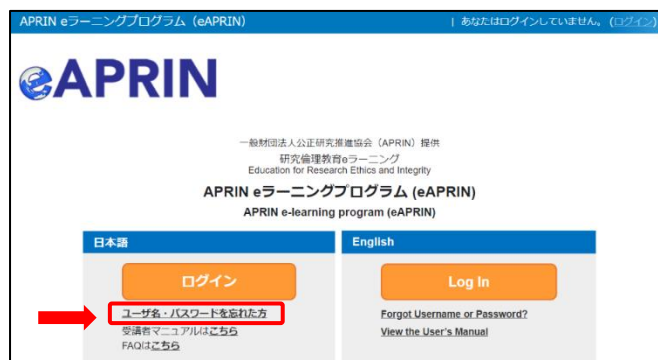 APRIN eラーニングプログラム (eAPRIN)
| あなたはログインしていません。 (ログイン)
eAPRIN
一般財団法人公正研究推進協会 (APRIN) 提供
研究倫理教育eラーニング
Education for Research Ethics and Integrity
APRIN eラーニングプログラム (eAPRIN)
APRIN e-learning program (eAPRIN)
日本語
ログイン
ユーザ名・パスワードを忘れた方
受講者マニュアルはこちら
FAQはこちら
English
Log In
Forgot Username or Password?
View the User's Manual